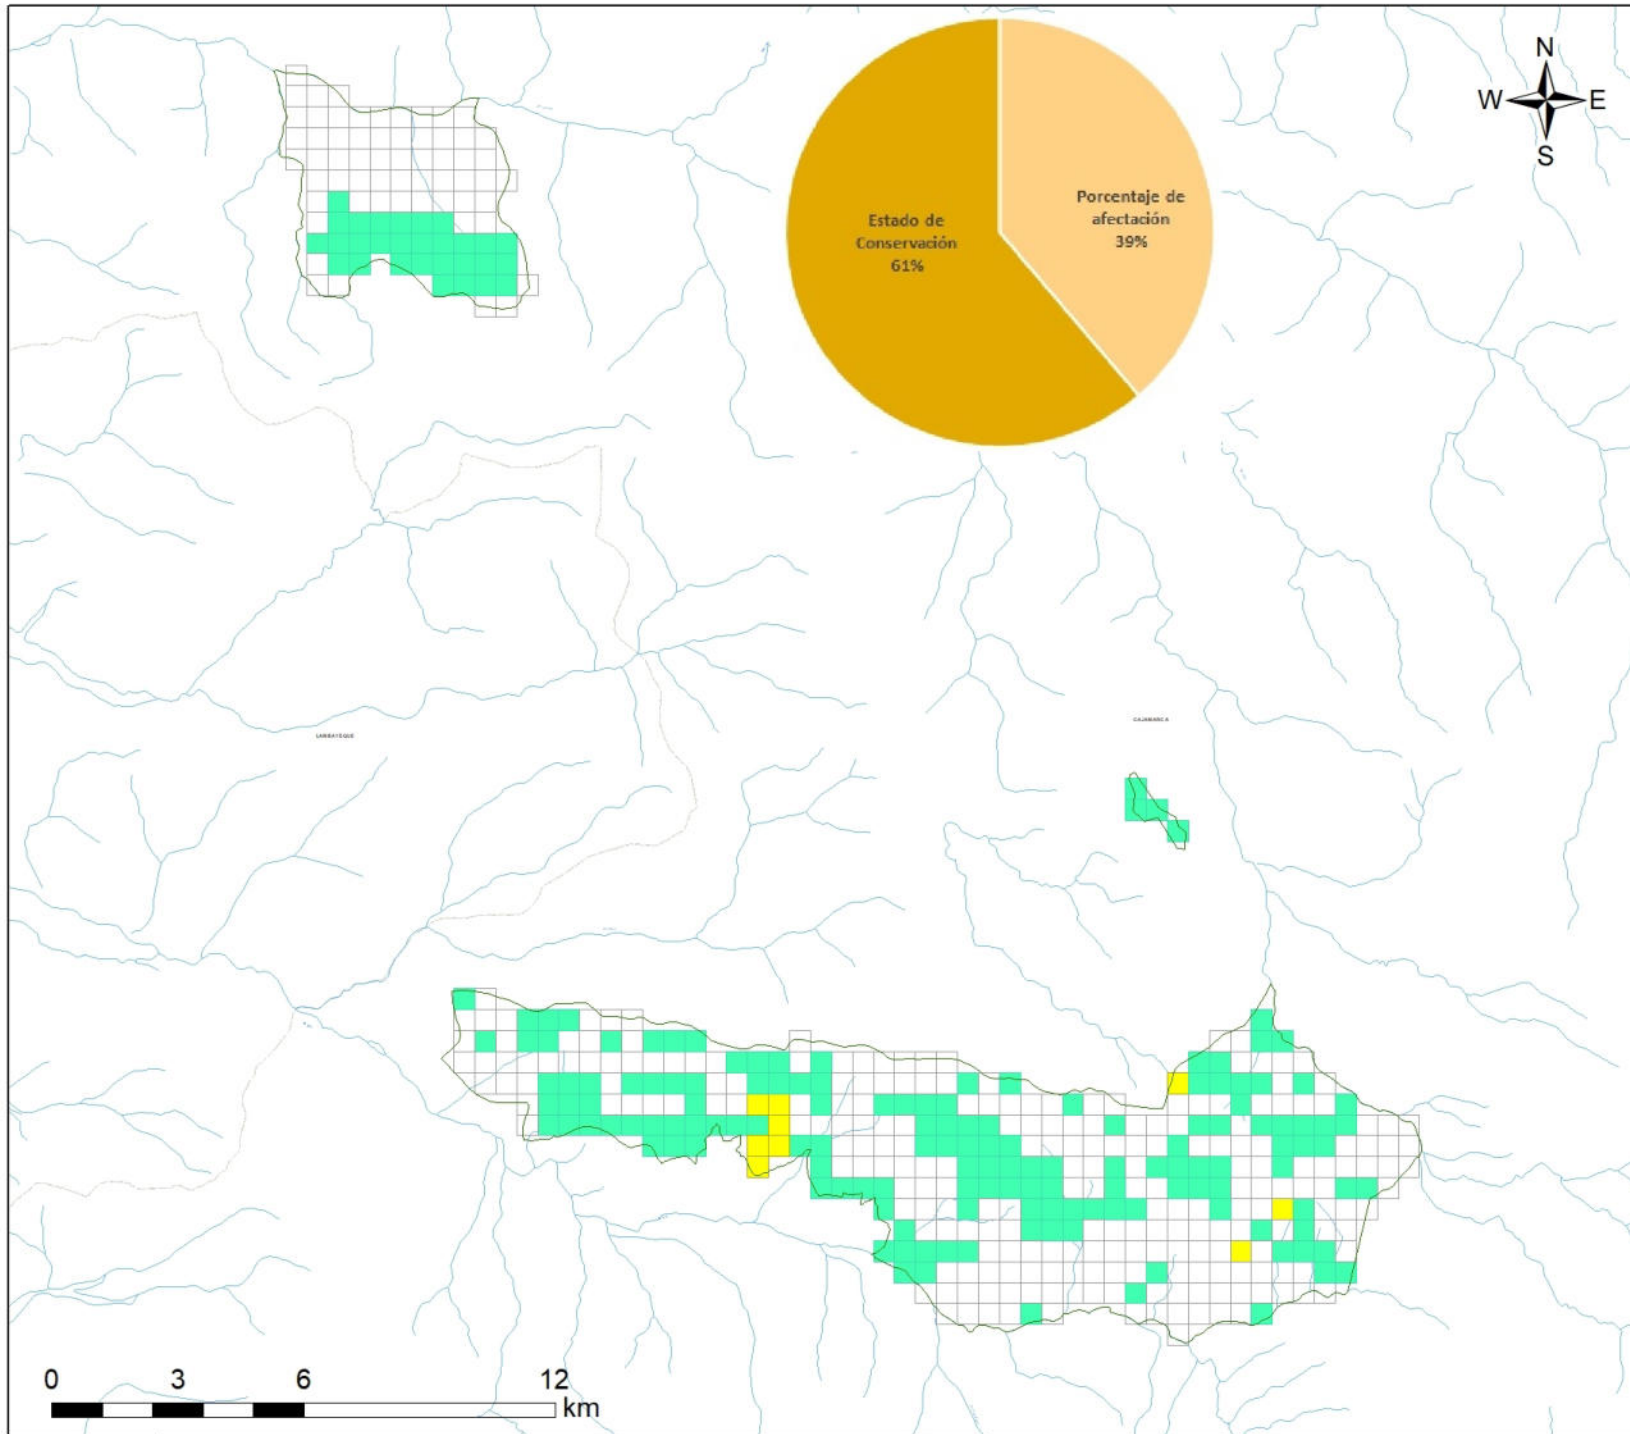 N
W E
S
Porcentaje de
afectación
39%
Estado de
Conservación
61%
CAJAMARCA
LAMBAYEQUE
0 3 6 12
km